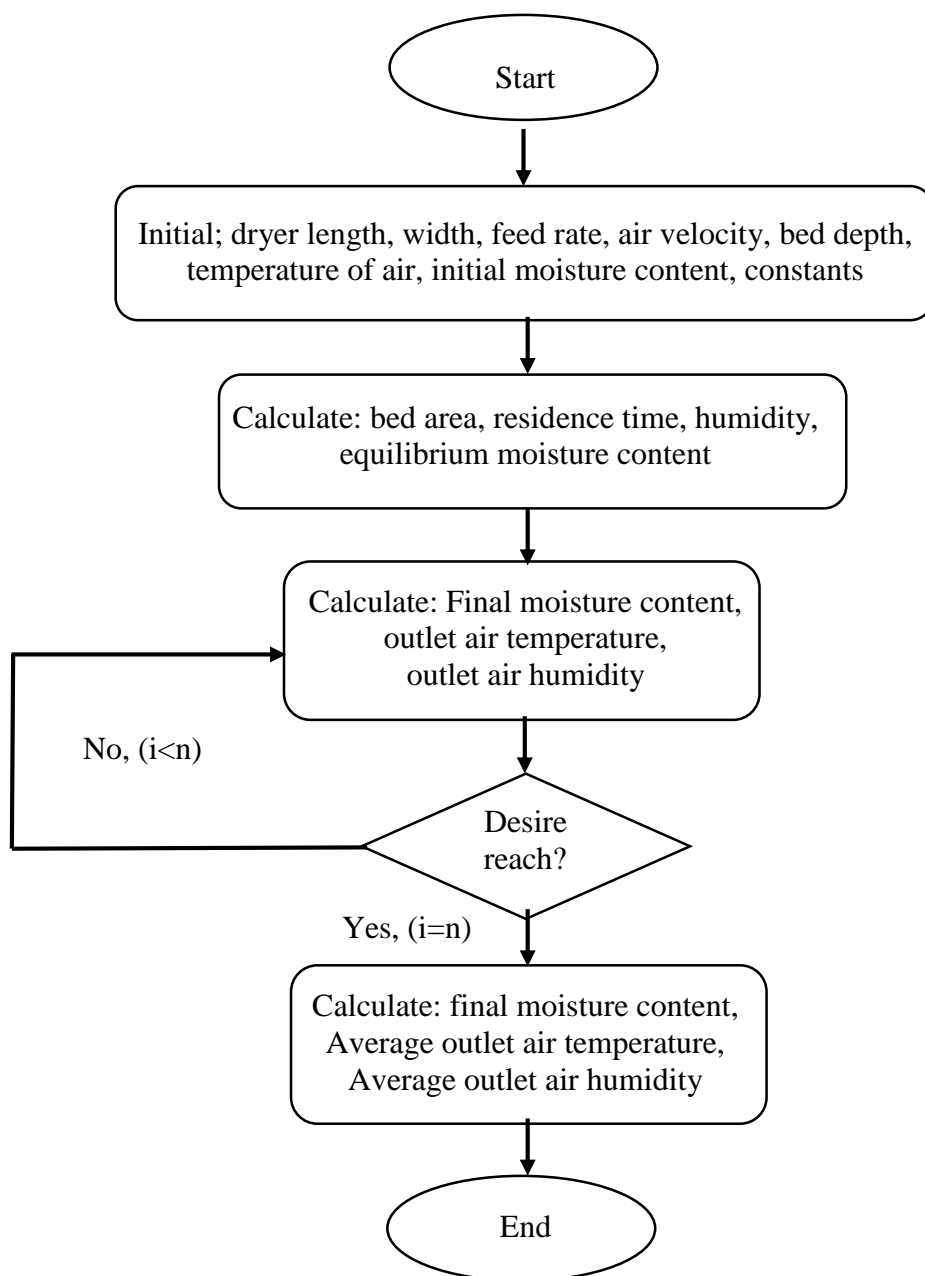 Start
Initial; dryer length, width, feed rate, air velocity, bed depth,
temperature of air, initial moisture content, constants
Calculate: bed area, residence time, humidity,
equilibrium moisture content
Calculate: Final moisture content,
outlet air temperature,
outlet air humidity
No, (i<n)
Desire
reach?
Yes, (i=n)
Calculate: final moisture content,
Average outlet air temperature,
Average outlet air humidity
End